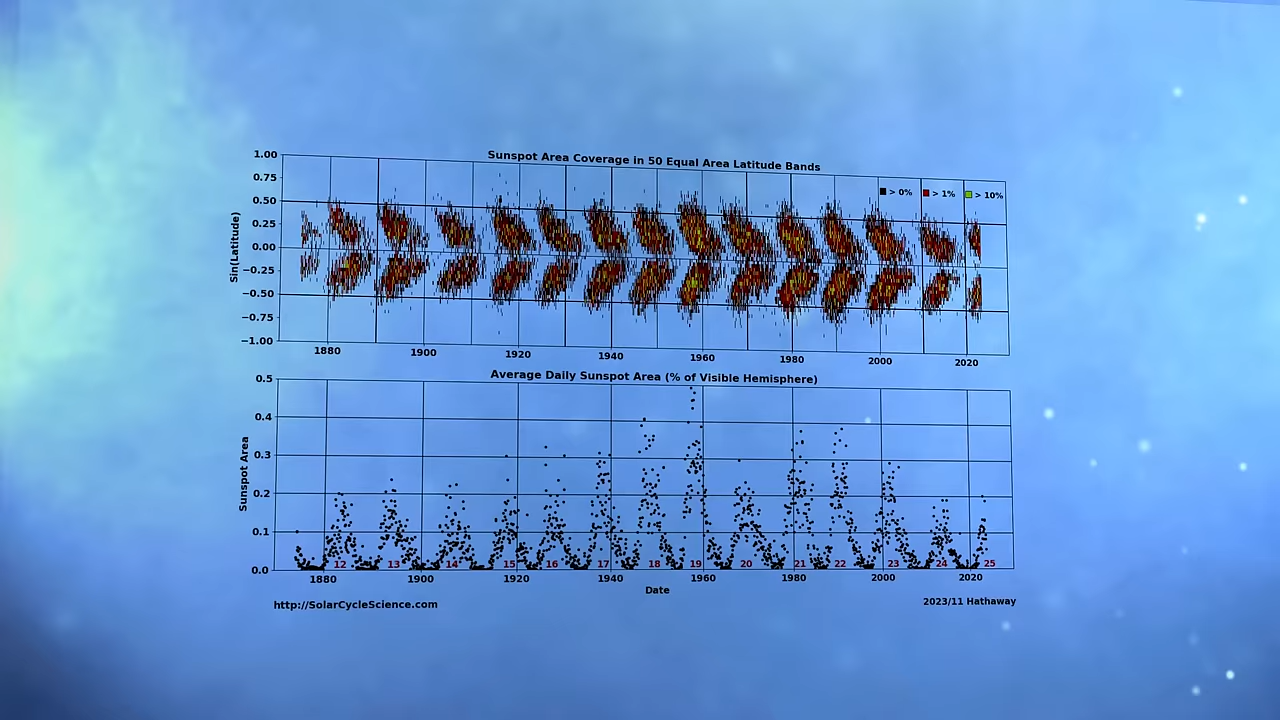 Sunspot Area Coverage in 50 Equal Area Latitude Bands
> 0% > 1% > 10%
1.00
0.75
0.50
0.25
0.00
−0.25
−0.50
−0.75
−1.00
Sin(Latitude)
1880 1900 1920 1940 1960 1980 2000 2020
Average Daily Sunspot Area (% of Visible Hemisphere)
0.5
0.4
0.3
0.2
0.1
0.0
Sunspot Area
12 13 14 15 16 17 18 19 20 21 22 23 24 25
1880 1900 1920 1940 1960 1980 2000 2020
Date
http://SolarCycleScience.com
2023/11 Hathaway